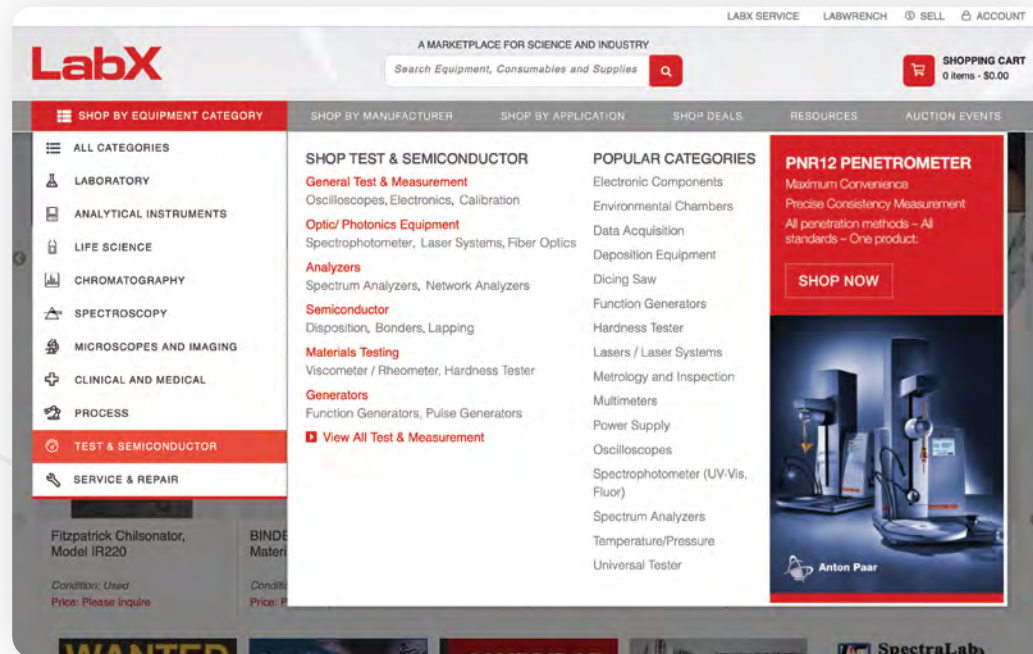 LABX SERVICE LABWRENCH SELL ACCOUNT
LabX
A MARKETPLACE FOR SCIENCE AND INDUSTRY
Search Equipment, Consumables and Supplies
SHOPPING CART
0 items - $0.00
SHOP BY EQUIPMENT CATEGORY SHOP BY MANUFACTURER SHOP BY APPLICATION SHOP DEALS RESOURCES AUCTION EVENTS
ALL CATEGORIES
LABORATORY
ANALYTICAL INSTRUMENTS
LIFE SCIENCE
CHROMATOGRAPHY
SPECTROSCOPY
MICROSCOPES AND IMAGING
CLINICAL AND MEDICAL
PROCESS
TEST & SEMICONDUCTOR
SERVICE & REPAIR
SHOP TEST & SEMICONDUCTOR
General Test & Measurement
Oscilloscopes, Electronics, Calibration
Optic/ Photonics Equipment
Spectrophotometer, Laser Systems, Fiber Optics
Analyzers
Spectrum Analyzers, Network Analyzers
Semiconductor
Disposition, Bonders, Lapping
Materials Testing
Viscometer / Rheometer, Hardness Tester
Generators
Function Generators, Pulse Generators
View All Test & Measurement
POPULAR CATEGORIES
Electronic Components
Environmental Chambers
Data Acquisition
Deposition Equipment
Dicing Saw
Function Generators
Hardness Tester
Lasers / Laser Systems
Metrology and Inspection
Multimeters
Power Supply
Oscilloscopes
Spectrophotometer (UV-Vis,
Fluor)
Spectrum Analyzers
Temperature/Pressure
Universal Tester
PNR12 PENETROMETER
Maximum Convenience
Precise Consistency Measurement
All penetration methods – All
standards – One product:
SHOP NOW
Anton Paar
Fitzpatrick Chilsonator,
Model IR220
Condition: Used
Price: Please Inquire
BINDE
Materi
Conditi
Price: P
WANTED
SpectraLab